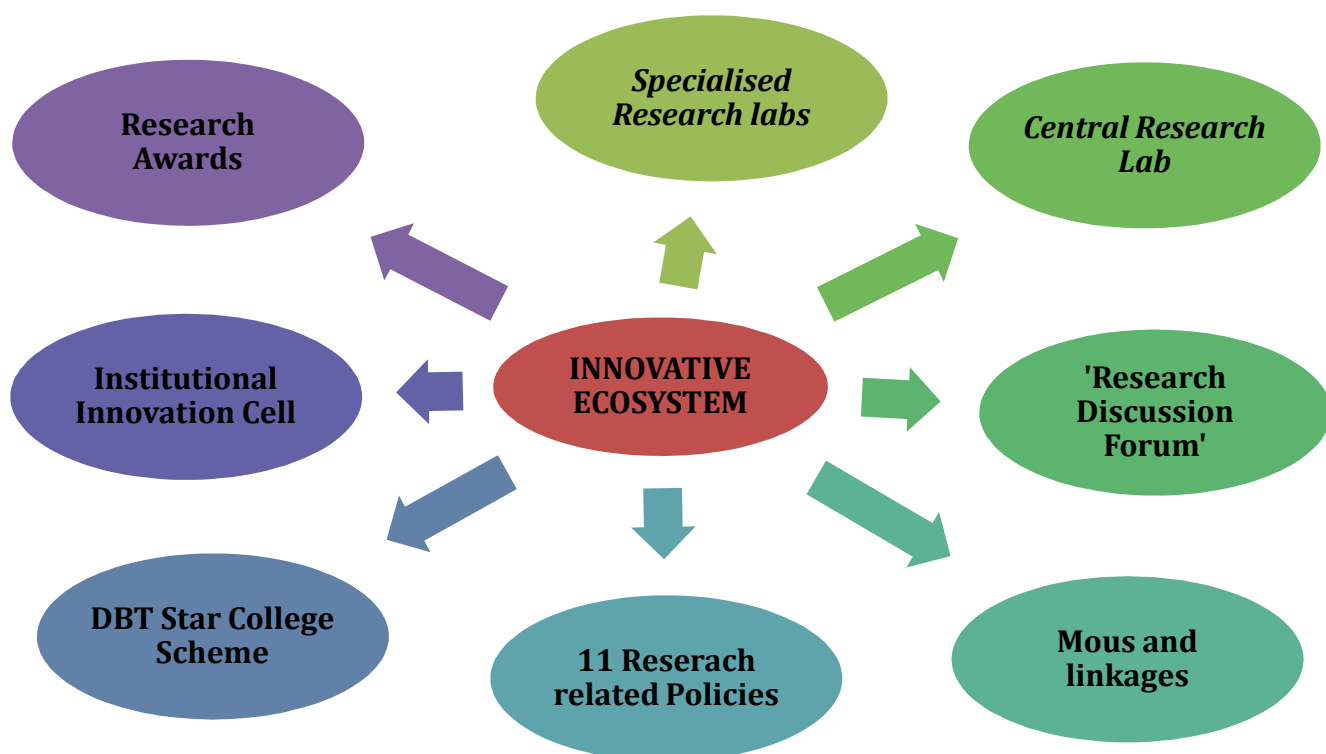 Specialised
Research labs
Research
Awards
Central Research
Lab
INNOVATIVE
ECOSYSTEM
Institutional
Innovation Cell
'Research
Discussion
Forum'
DBT Star College
Scheme
11 Reserach
related Policies
Mous and
linkages